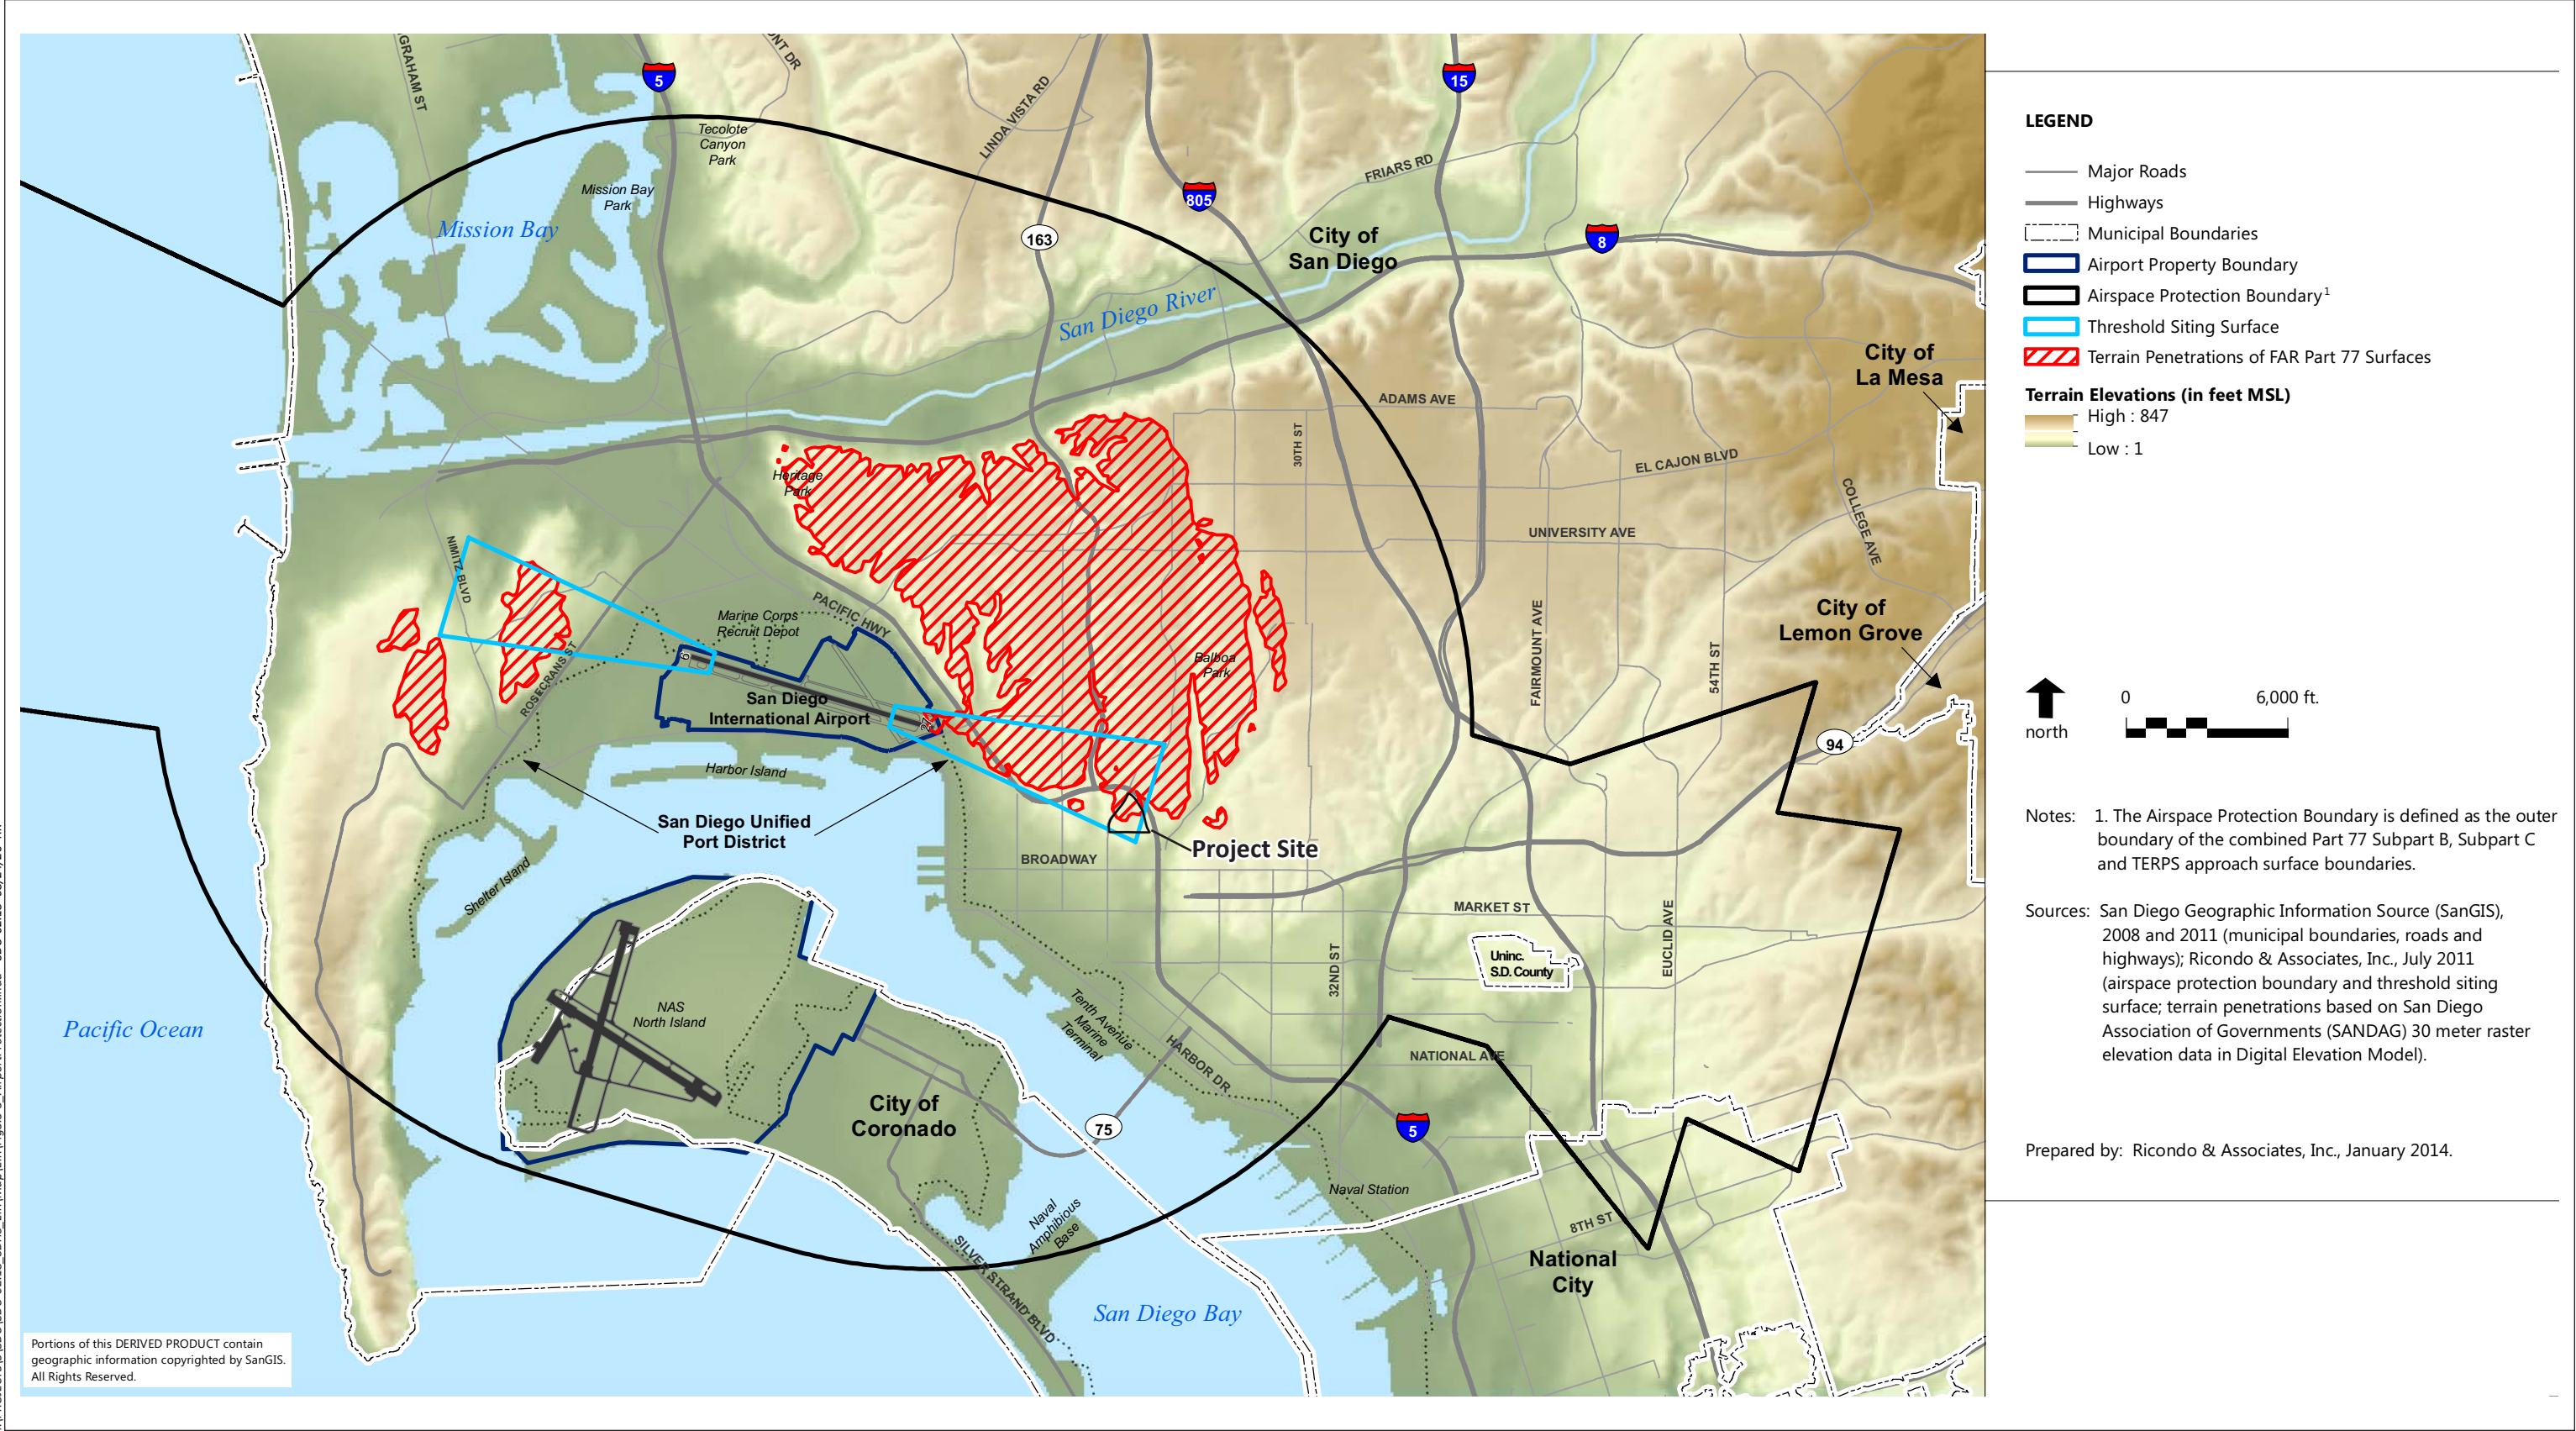 GRAHAM ST
NT DR
5
15
Tecolote
Canyon
Park
LINDA VISTA RD
FRIARS RD
Mission Bay
Park
805
Mission Bay
163
City of
San Diego
8
San Diego River
City of
La Mesa
ADAMS AVE
30TH ST
EL CAJON BLVD
Heritage
Park
COLLEGE AVE
UNIVERSITY AVE
NIMITZ BLVD
PACIFIC HWY
Marine Corps
Recruit Depot
FAIRMOUNT AVE
City of
Lemon Grove
54TH ST
Balboa
Park
ROSECRANS ST
9
San Diego
International Airport
27
94
Harbor Island
San Diego Unified
Port District
Project Site
BROADWAY
Shelter Island
MARKET ST
EUCLID AVE
32ND ST
Uninc.
S.D. County
NAS
North Island
Tenth Avenue
Marine
Terminal
Pacific Ocean
HARBOR DR
NATIONAL AVE
City of
Coronado
75
5
Naval Station
Naval
Amphibious
Base
8TH ST
SILVER STRAND BLVD
National
City
San Diego Bay
Portions of this DERIVED PRODUCT contain
geographic information copyrighted by SanGIS.
All Rights Reserved.
LEGEND
Major Roads
Highways
Municipal Boundaries
Airport Property Boundary
Airspace Protection Boundary1
Threshold Siting Surface
Terrain Penetrations of FAR Part 77 Surfaces
Terrain Elevations (in feet MSL)
High : 847
Low : 1
north
0 6,000 ft.
Notes: 1. The Airspace Protection Boundary is defined as the outer
boundary of the combined Part 77 Subpart B, Subpart C
and TERPS approach surface boundaries.
Sources: San Diego Geographic Information Source (SanGIS),
2008 and 2011 (municipal boundaries, roads and
highways); Ricondo & Associates, Inc., July 2011
(airspace protection boundary and threshold siting
surface; terrain penetrations based on San Diego
Association of Governments (SANDAG) 30 meter raster
elevation data in Digital Elevation Model).
Prepared by: Ricondo & Associates, Inc., January 2014.